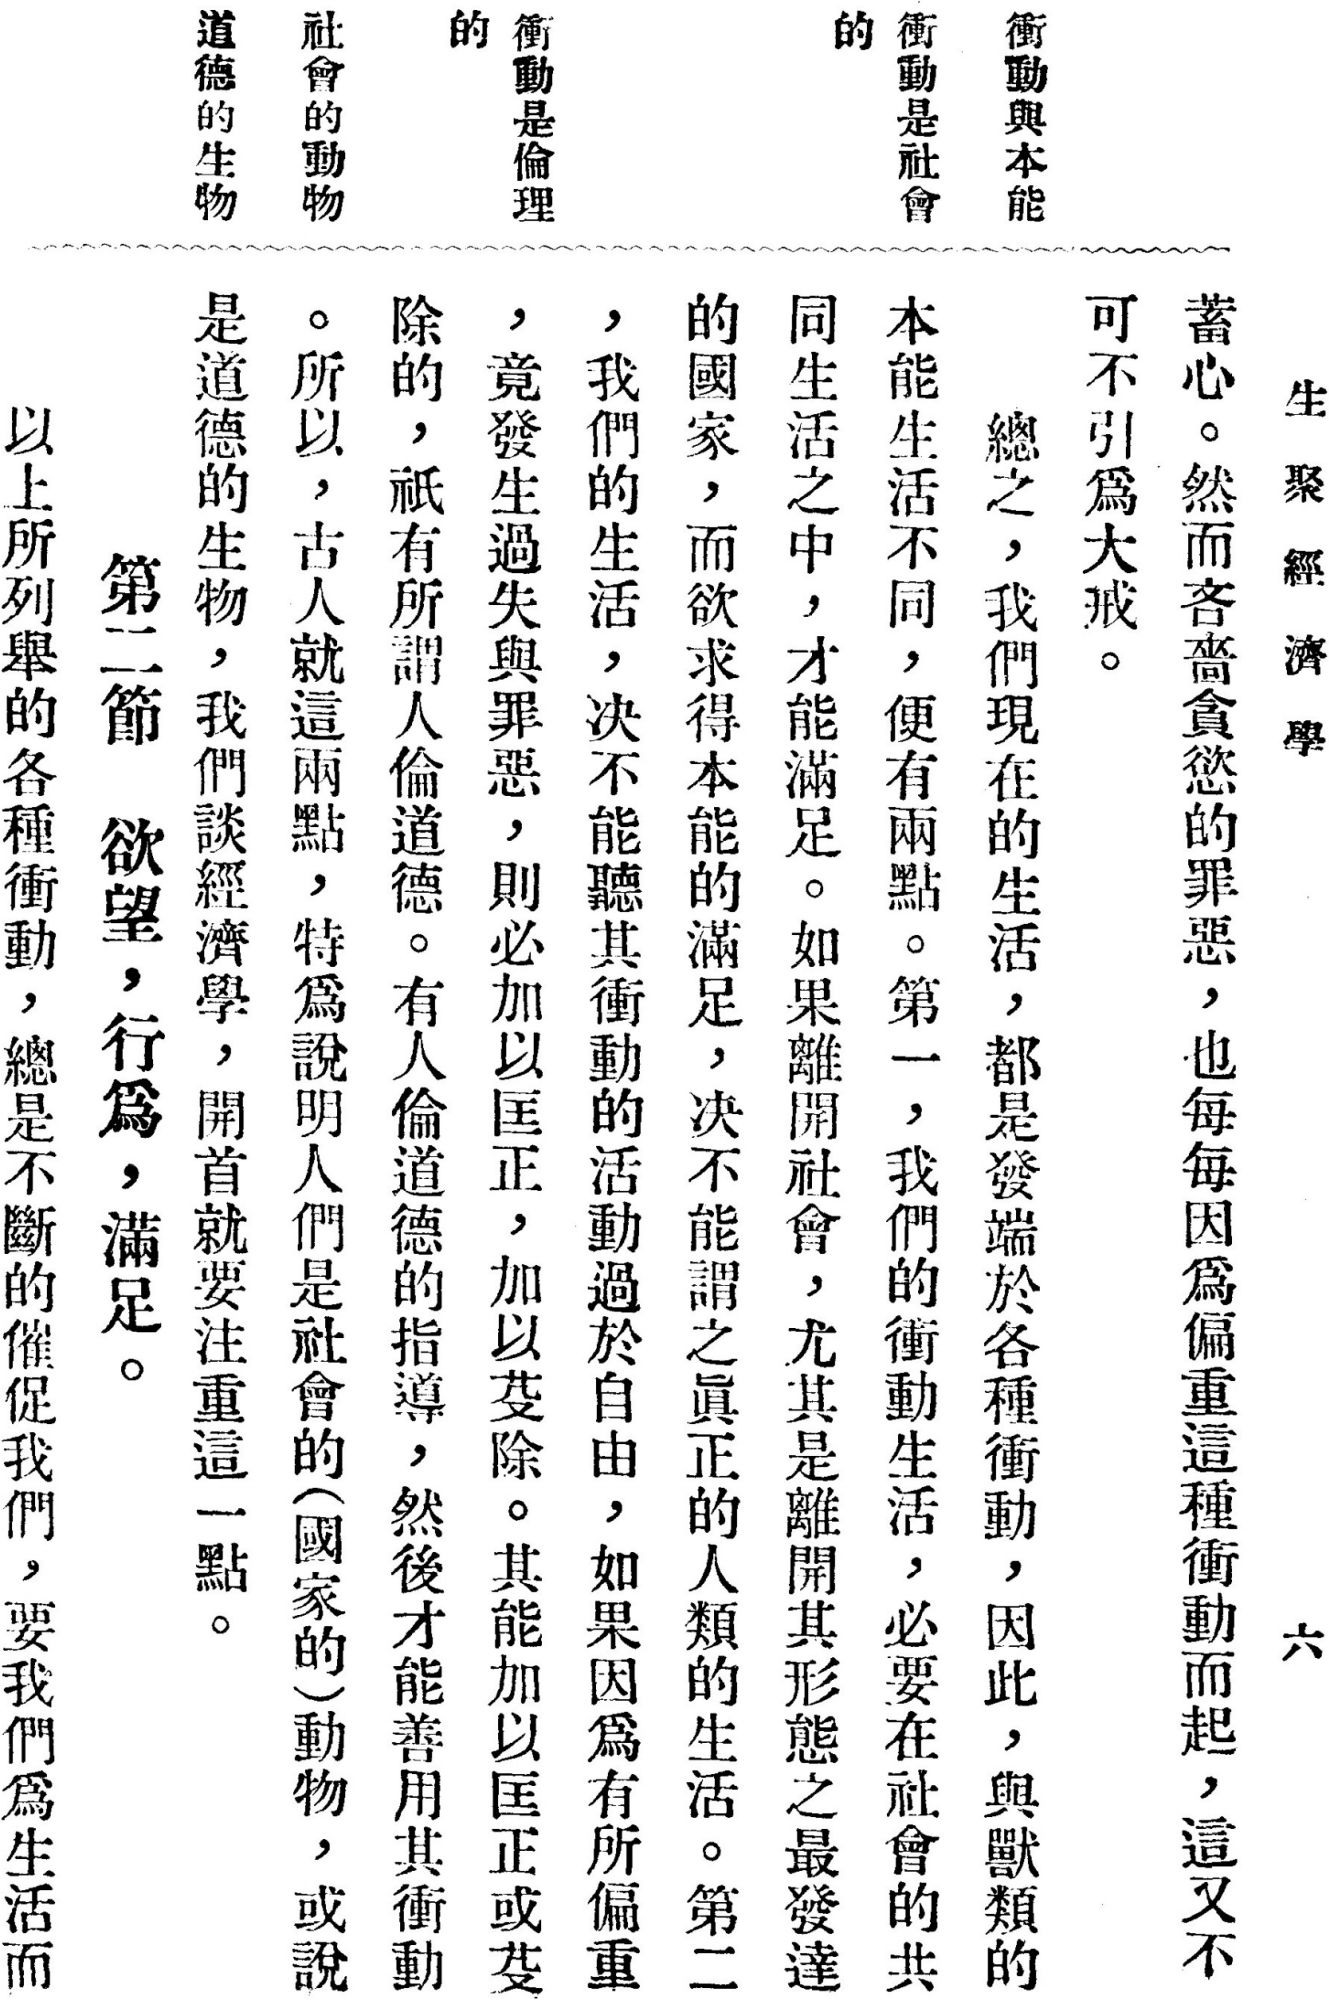 生聚經濟學
六
衝動與本能
衝動是社會
的
衝動是倫理
的
社會的動物
道德的生物
蓄心。然而吝嗇貪慾的罪惡，也每每因爲偏重這種衝動而起，這又不
可不引爲大戒。
總之，我們現在的生活，都是發端於各種衝動，因此，與獸類的
本能生活不同，便有兩點。第一，我們的衝動生活，必要在社會的共
同生活之中，才能滿足。如果離開社會，尤其是離開其形態之最發達
的國家，而欲求得本能的滿足，决不能謂之眞正的人類的生活。第二
，我們的生活，决不能聽其衝動的活動過於自由，如果因爲有所偏重
，竟發生過失與罪惡，則必加以匡正，加以芟除。其能加以匡正或芟
除的，祇有所謂人倫道德。有人倫道德的指導，然後才能善用其衝動
。所以，古人就這兩點，特爲說明人們是社會的（國家的）動物，或說
是道德的生物，我們談經濟學，開首就要注重這一點。
第二節　欲望，行爲，滿足。
以上所列舉的各種衝動，總是不斷的催促我們，要我們爲生活而